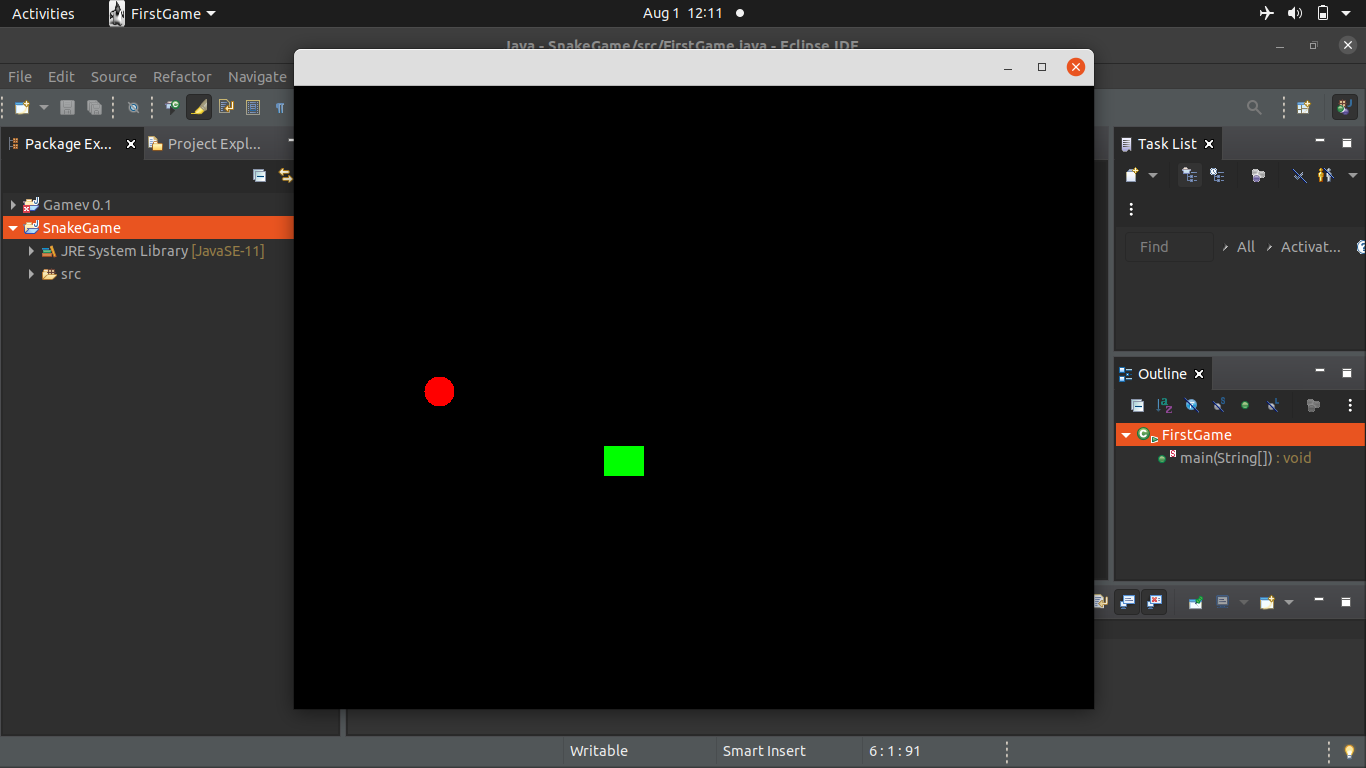 Activities
FirstGame
Aug 1 12:11
Java - SnakeGame/src/FirstGame.java - Eclipse IDE
File Edit Source Refactor Navigate
Package Ex...
Project Expl...
Task List
Gamev 0.1
SnakeGame
JRE System Library [JavaSE-11]
src
Find
All
Activat...
Outline
FirstGame
main(String[]) : void
Writable
Smart Insert
6 : 1 : 91